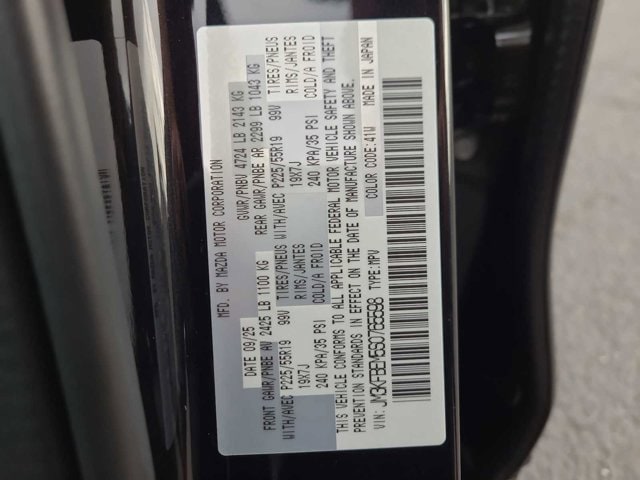 MFD. BY MAZDA MOTOR CORPORATION
DATE 09/25 GVWR/PNBV 4724 LB 2143 KG
FRONT GAWR/PNBE AV 2425 LB 1100 KG REAR GAWR/PNBE AR 2299 LB 1043 KG
WITH/AVEC P225/55R19 99V TIRES/PNEUS WITH/AVEC P225/55R19 99V TIRES/PNEUS
19X7J RIMS/JANTES 19X7J RIMS/JANTES
240 KPA/35 PSI COLD/A FROID 240 KPA/35 PSI COLD/A FROID
THIS VEHICLE CONFORMS TO ALL APPLICABLE FEDERAL MOTOR VEHICLE SAFETY AND THEFT
PREVENTION STANDARDS IN EFFECT ON THE DATE OF MANUFACTURE SHOWN ABOVE.
VIN: JM3KFBEM5S0766598 TYPE:MPV COLOR CODE:41W MADE IN JAPAN